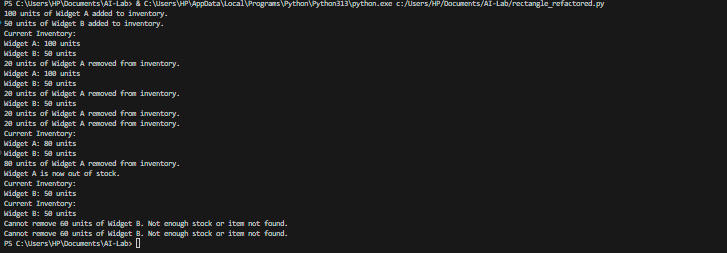 PS C:\Users\HP\Documents\AI-Lab> & C:\Users\HP\AppData\Local\Programs\Python\Python313\python.exe c:/Users/HP/Documents/AI-Lab/rectangle_refactored.py
100 units of Widget A added to inventory.
50 units of Widget B added to inventory.
Current Inventory:
Widget A: 100 units
Widget B: 50 units
20 units of Widget A removed from inventory.
Widget A: 100 units
Widget B: 50 units
20 units of Widget A removed from inventory.
Widget B: 50 units
20 units of Widget A removed from inventory.
20 units of Widget A removed from inventory.
Current Inventory:
Widget A: 80 units
Widget B: 50 units
80 units of Widget A removed from inventory.
Widget A is now out of stock.
Current Inventory:
Widget B: 50 units
Current Inventory:
Widget B: 50 units
Cannot remove 60 units of Widget B. Not enough stock or item not found.
Cannot remove 60 units of Widget B. Not enough stock or item not found.
PS C:\Users\HP\Documents\AI-Lab>